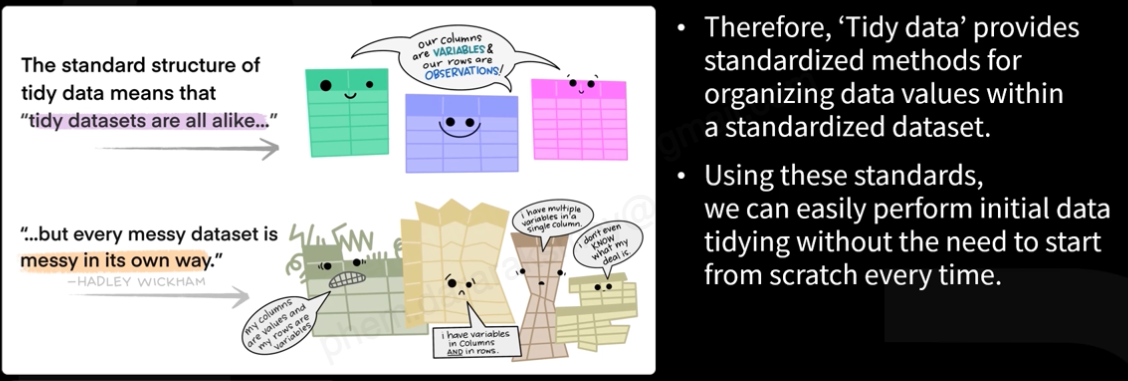 The standard structure of
tidy data means that
“tidy datasets are all alike...”
our columns
are VARIABLES &
our rows are
OBSERVATIONS!
“...but every messy dataset is
messy in its own way.”
—HADLEY WICKHAM
my columns
are values and
my rows are
variables
i have variables
in columns
AND in rows.
i have multiple
variables in a
single column.
i don't even
KNOW
what my
deal is.
• Therefore, ‘Tidy data’ provides
standardized methods for
organizing data values within
a standardized dataset.
• Using these standards,
we can easily perform initial data
tidying without the need to start
from scratch every time.